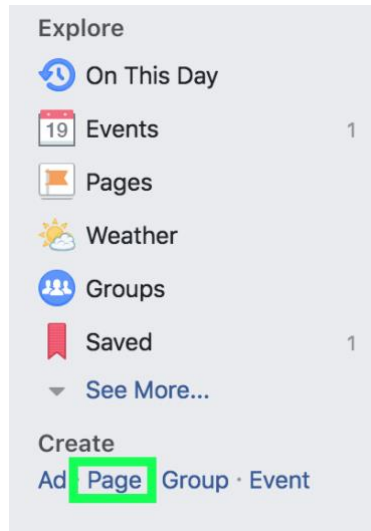 Explore
On This Day
19 Events 1
Pages
Weather
Groups
Saved 1
See More...
Create
Ad · Page Group · Event